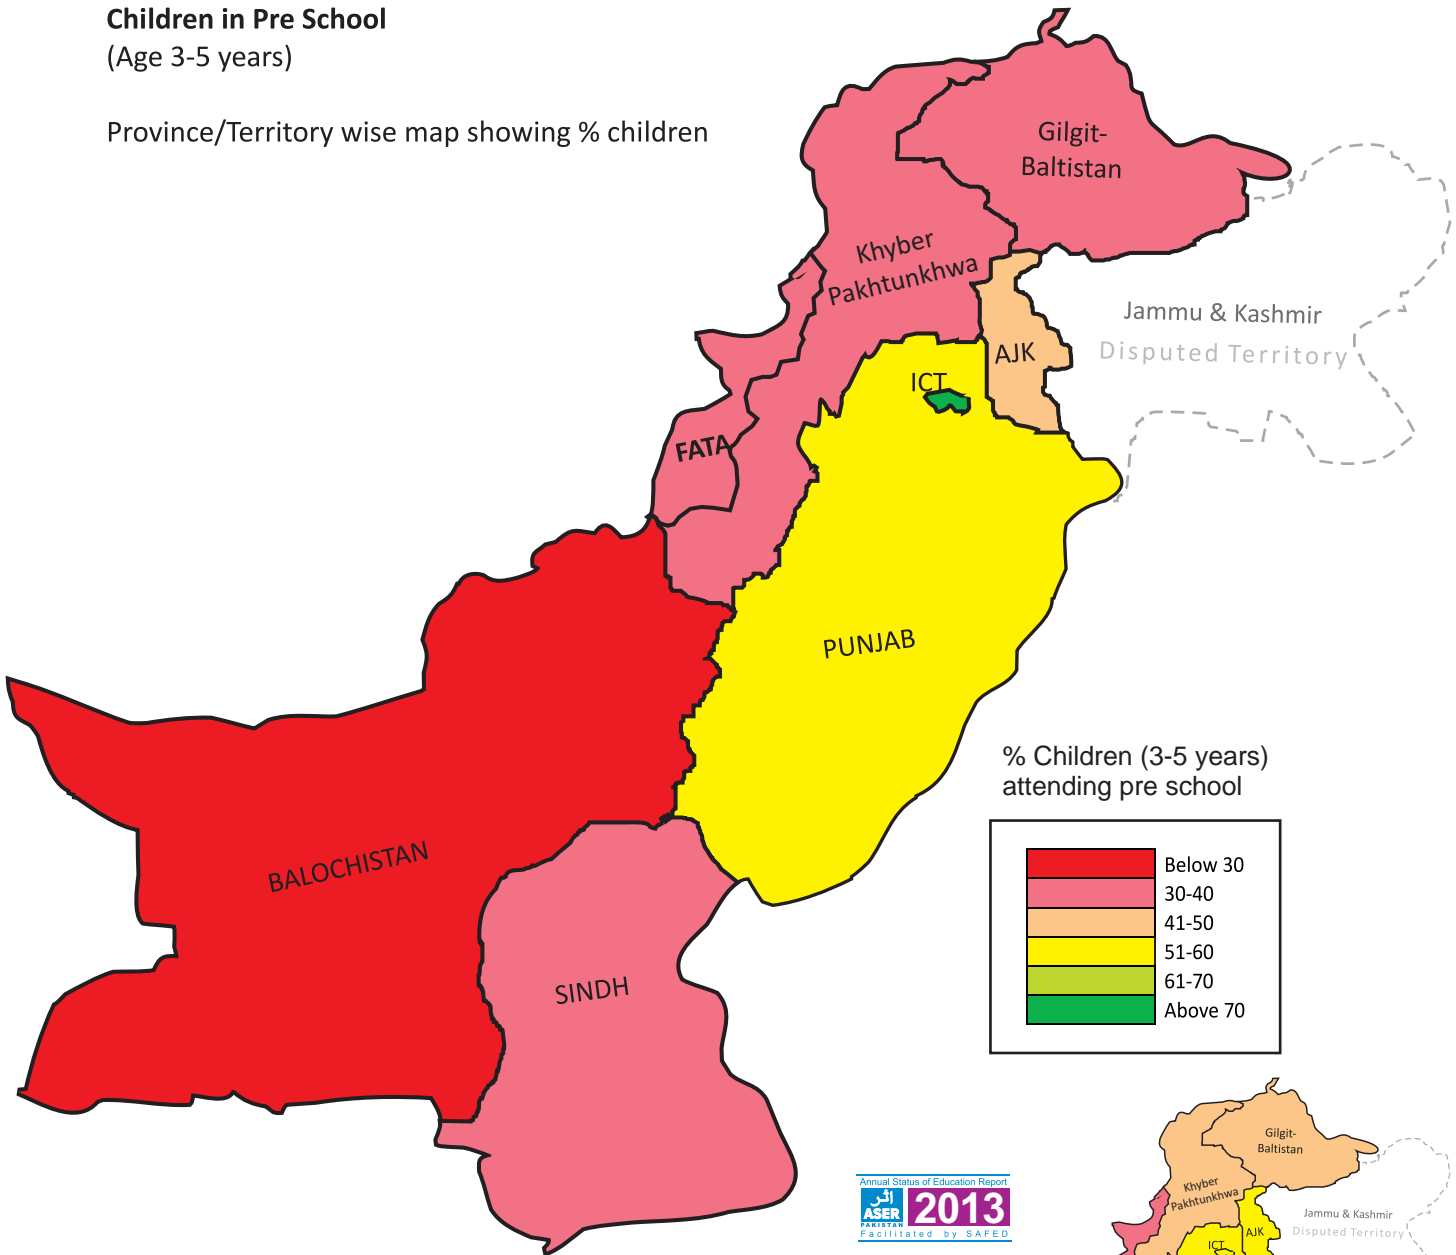 Children in Pre School
(Age 3-5 years)
Province/Territory wise map showing % children
Gilgit-
Baltistan
Khyber
Pakhtunkhwa
Jammu & Kashmir
Disputed Territory
AJK
ICT
FATA
PUNJAB
BALOCHISTAN
SINDH
% Children (3-5 years)
attending pre school
Below 30
30-40
41-50
51-60
61-70
Above 70
Annual Status of Education Report
اثر
ASER
PAKISTAN
2013
Facilitated by SAFED
Gilgit-
Baltistan
Khyber
Pakhtunkhwa
Jammu & Kashmir
Disputed Territory
AJK
ICT